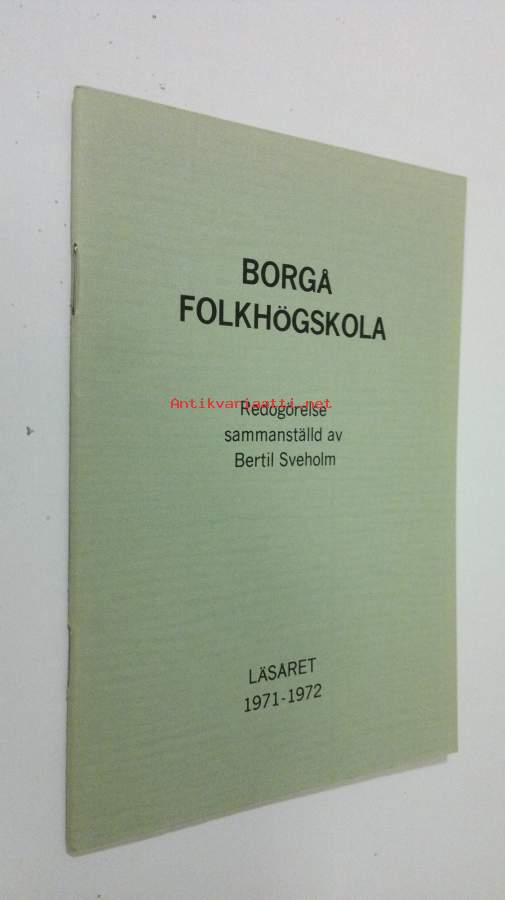 BORGÅ
FOLKHÖGSKOLA
Antikvariaatti.net
Redogörelse
sammanställd av
Bertil Sveholm
LÄSARET
1971-1972